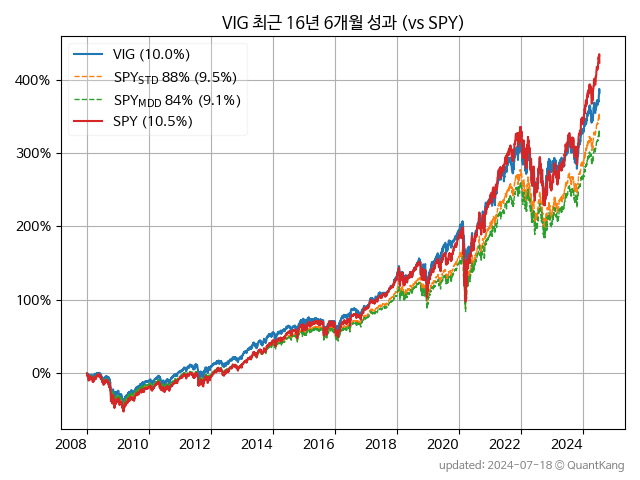 VIG 최근 16년 6개월 성과 (vs SPY)
VIG (10.0%)
SPY_STD 88% (9.5%)
SPY_MDD 84% (9.1%)
SPY (10.5%)
400%
300%
200%
100%
0%
2008 2010 2012 2014 2016 2018 2020 2022 2024
updated: 2024-07-18 © QuantKang